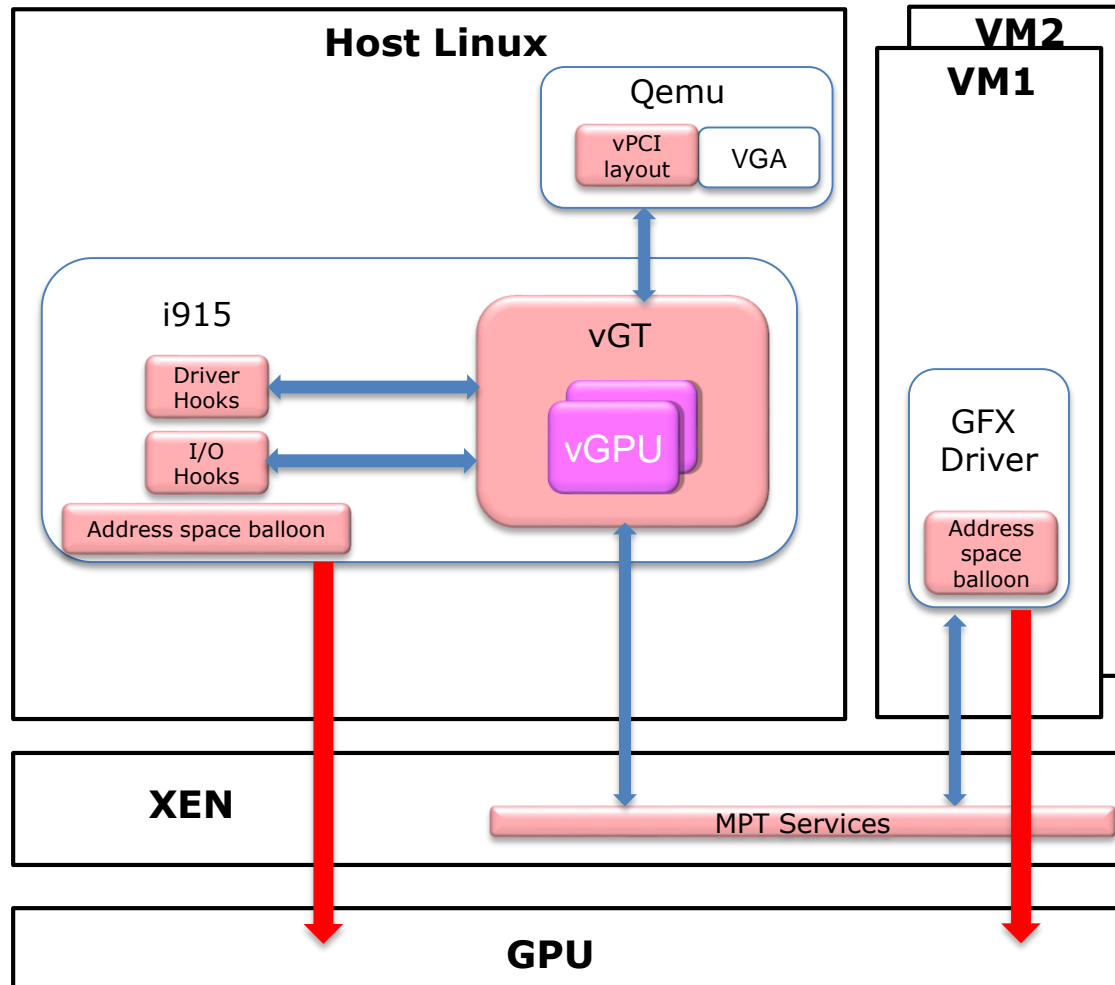 Host Linux
VM2
VM1
Qemu
vPCI
layout
VGA
i915
vGT
Driver
Hooks
I/O
Hooks
vGPU
Address space balloon
GFX
Driver
Address
space
balloon
XEN
MPT Services
GPU